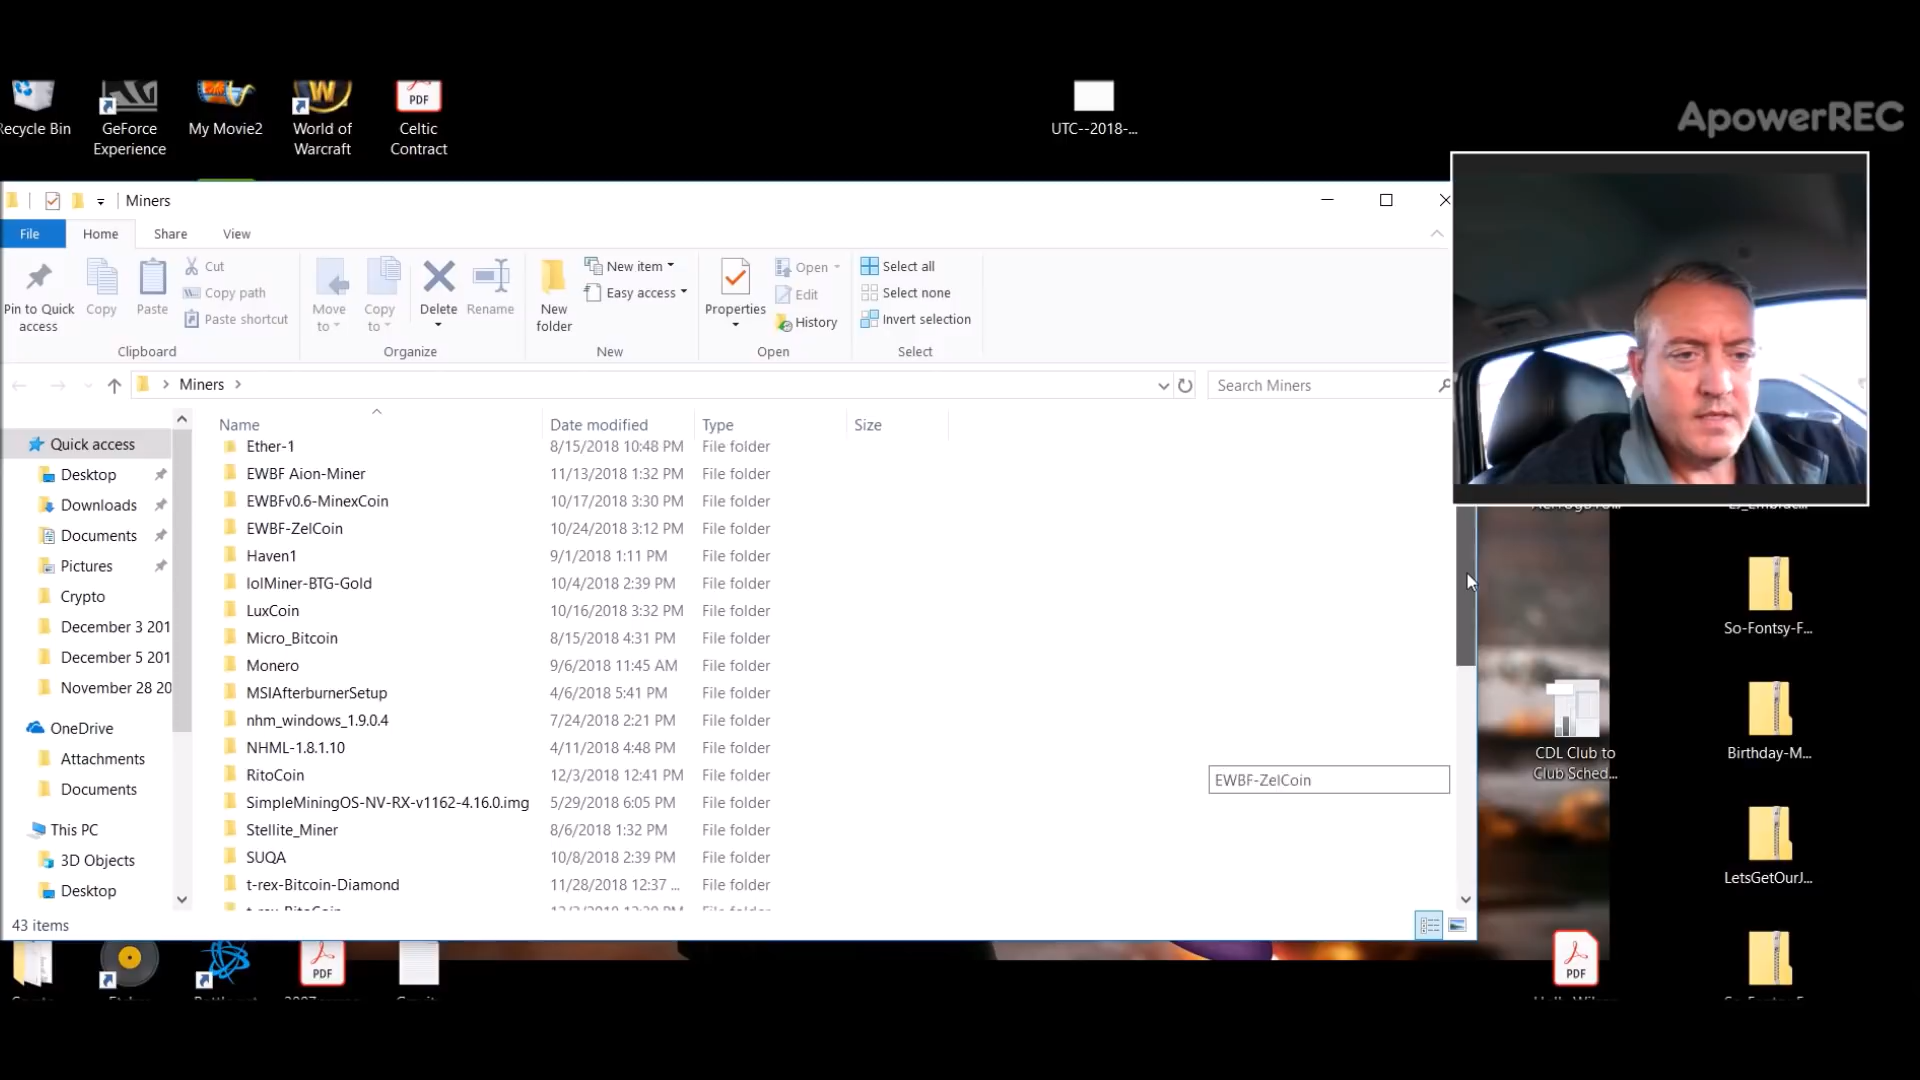 Recycle Bin
GeForce
Experience
My Movie2
World of
Warcraft
PDF
Celtic
Contract
UTC--2018-...
ApowerREC
Miners
File
Home
Share
View
Pin to Quick
access
Copy
Paste
Cut
Copy path
Paste shortcut
Clipboard
Move
to
Copy
to
Delete
Rename
Organize
New
folder
New item
Easy access
New
Properties
Open
Edit
History
Open
Select all
Select none
Invert selection
Select
Miners
Search Miners
Name
Date modified
Type
Size
Ether-1 8/15/2018 10:48 PM File folder
EWBF Aion-Miner 11/13/2018 1:32 PM File folder
EWBFv0.6-MinexCoin 10/17/2018 3:30 PM File folder
EWBF-ZelCoin 10/24/2018 3:12 PM File folder
Haven1 9/1/2018 1:11 PM File folder
lolMiner-BTG-Gold 10/4/2018 2:39 PM File folder
LuxCoin 10/16/2018 3:32 PM File folder
Micro_Bitcoin 8/15/2018 4:31 PM File folder
Monero 9/6/2018 11:45 AM File folder
MSIAfterburnerSetup 4/6/2018 5:41 PM File folder
nhm_windows_1.9.0.4 7/24/2018 2:21 PM File folder
NHML-1.8.1.10 4/11/2018 4:48 PM File folder
RitoCoin 12/3/2018 12:41 PM File folder
SimpleMiningOS-NV-RX-v1162-4.16.0.img 5/29/2018 6:05 PM File folder
Stellite_Miner 8/6/2018 1:32 PM File folder
SUQA 10/8/2018 2:39 PM File folder
t-rex-Bitcoin-Diamond 11/28/2018 12:37 ... File folder
Quick access
Desktop
Downloads
Documents
Pictures
Crypto
December 3 201
December 5 201
November 28 20
OneDrive
Attachments
Documents
This PC
3D Objects
Desktop
EWBF-ZelCoin
43 items
So-Fontsy-F...
CDL Club to
Club Sched...
Birthday-M...
LetsGetOurJ...
PDF
PDF